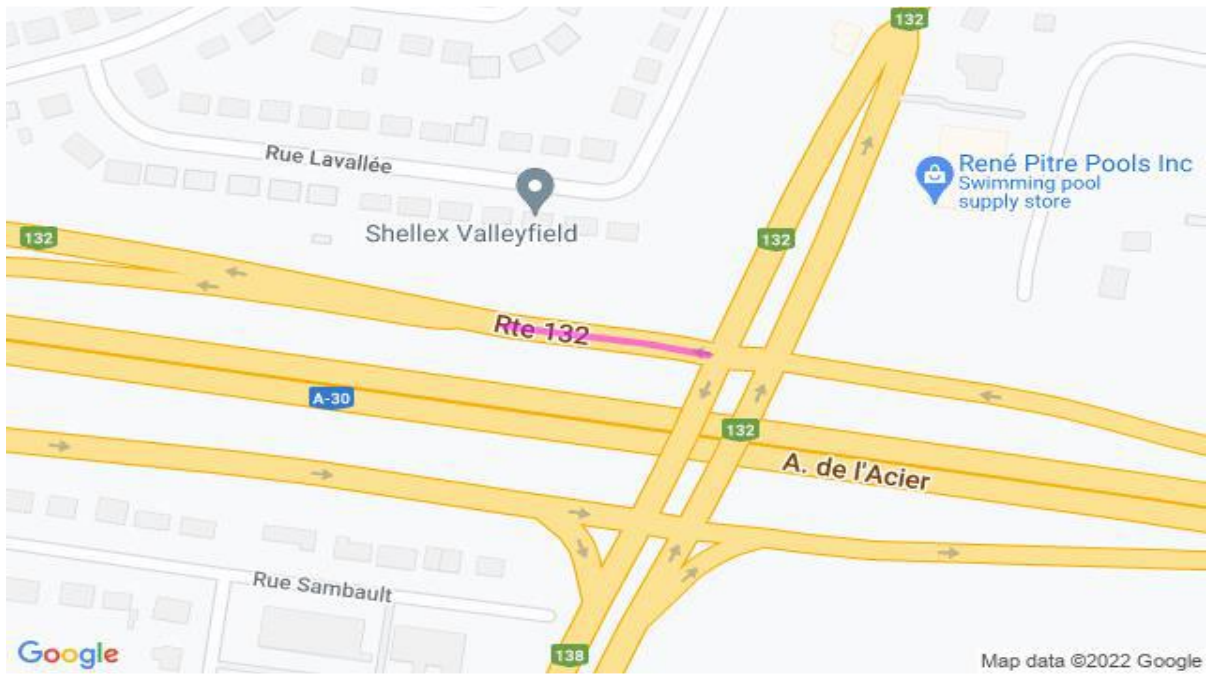 132
Rue Lavallée
René Pitre Pools Inc
Swimming pool
supply store
Shellex Valleyfield
132
132
Rte 132
A-30
132
A. de l'Acier
Rue Sambault
138
Google
Map data ©2022 Google